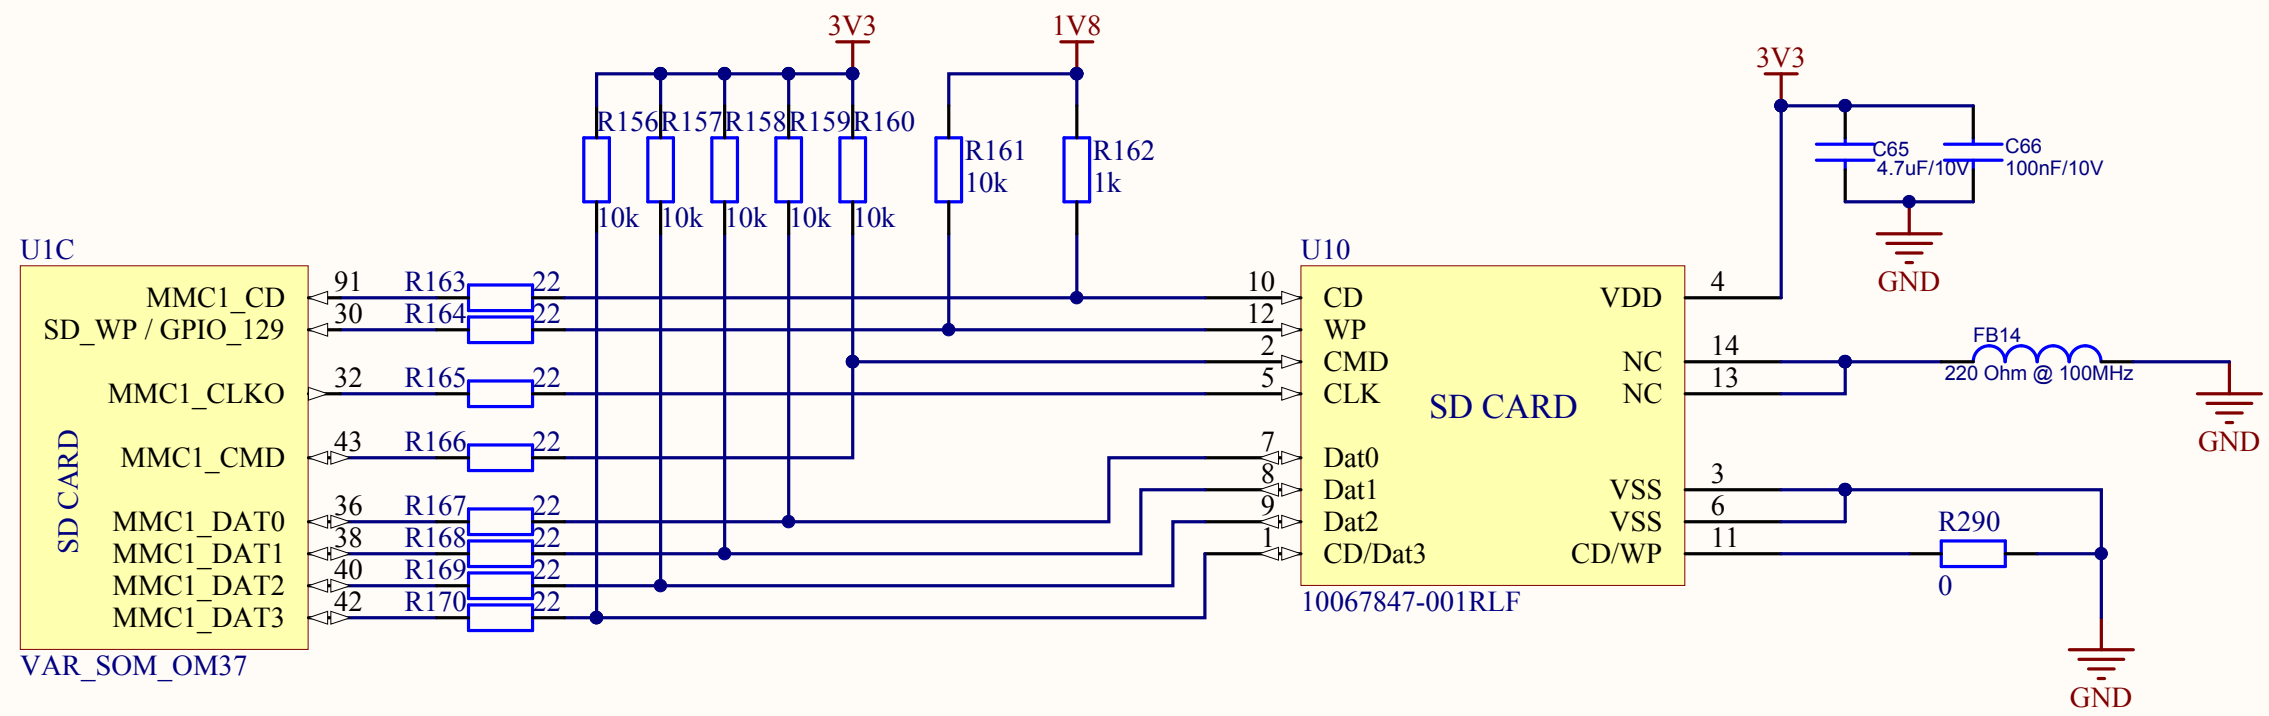 3V3
1V8
3V3
R156
R157
R158
R159
R160
R161
10k
R162
1k
10k
10k
10k
10k
10k
C65
4.7uF/10V
C66
100nF/10V
GND
U1C
MMC1_CD
91
R163
22
SD_WP / GPIO_129
30
R164
22
MMC1_CLKO
32
R165
22
MMC1_CMD
43
R166
22
MMC1_DAT0
36
R167
22
MMC1_DAT1
38
R168
22
MMC1_DAT2
40
R169
22
MMC1_DAT3
42
R170
22
SD CARD
VAR_SOM_OM37
U10
10
CD
12
WP
2
CMD
5
CLK
7
Dat0
8
Dat1
9
Dat2
1
CD/Dat3
SD CARD
VDD
4
NC
14
NC
13
VSS
3
VSS
6
CD/WP
11
10067847-001RLF
FB14
220 Ohm @ 100MHz
GND
R290
0
GND